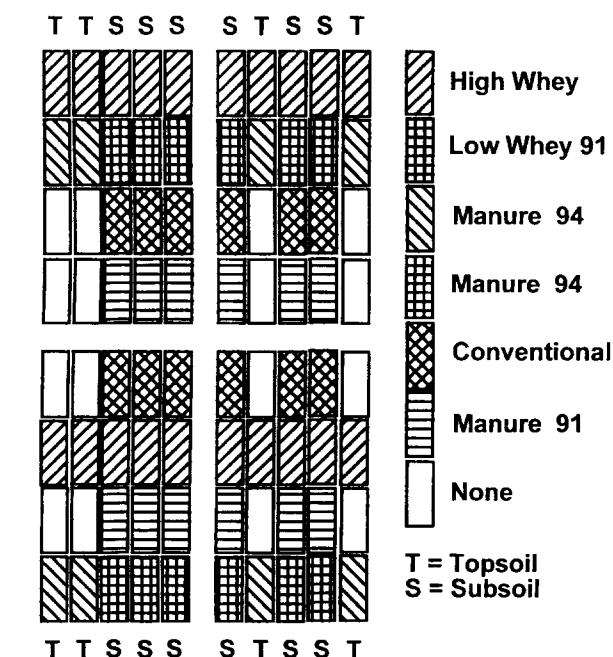 T T S S S S T S S T
High Whey
Low Whey 91
Manure 94
Manure 94
Conventional
Manure 91
None
T = Topsoil
S = Subsoil
T T S S S S T S S T